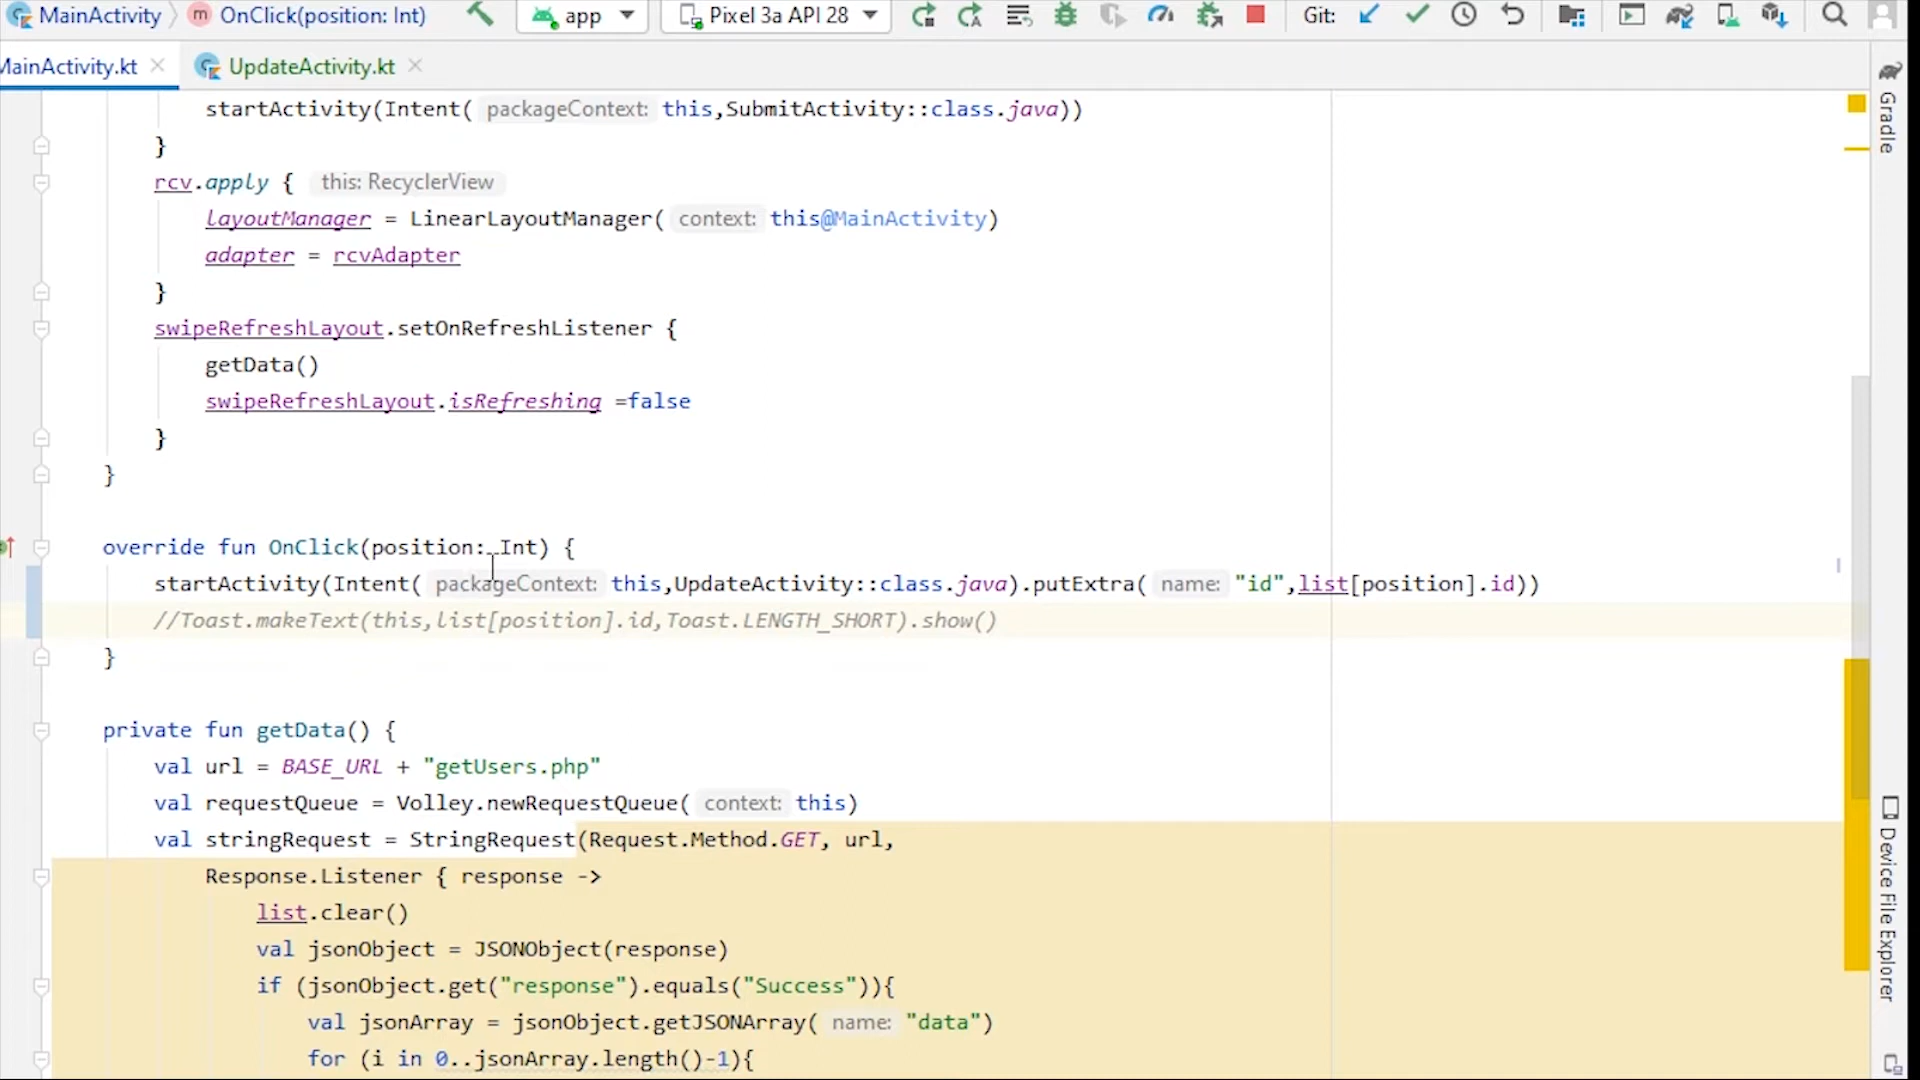 MainActivity OnClick(position: Int) app Pixel 3a API 28 Git:
MainActivity.kt UpdateActivity.kt
startActivity(Intent( packageContext: this,SubmitActivity::class.java))
}
rcv.apply { this: RecyclerView
layoutManager = LinearLayoutManager( context: this@MainActivity)
adapter = rcvAdapter
}
swipeRefreshLayout.setOnRefreshListener {
getData()
swipeRefreshLayout.isRefreshing =false
}
}
override fun OnClick(position: Int) {
startActivity(Intent( packageContext: this,UpdateActivity::class.java).putExtra( name: "id",list[position].id))
//Toast.makeText(this,list[position].id,Toast.LENGTH_SHORT).show()
}
private fun getData() {
val url = BASE_URL + "getUsers.php"
val requestQueue = Volley.newRequestQueue( context: this)
val stringRequest = StringRequest(Request.Method.GET, url,
Response.Listener { response ->
list.clear()
val jsonObject = JSONObject(response)
if (jsonObject.get("response").equals("Success")){
val jsonArray = jsonObject.getJSONArray( name: "data")
for (i in 0..jsonArray.length()-1){
Gradle
Device File Explorer